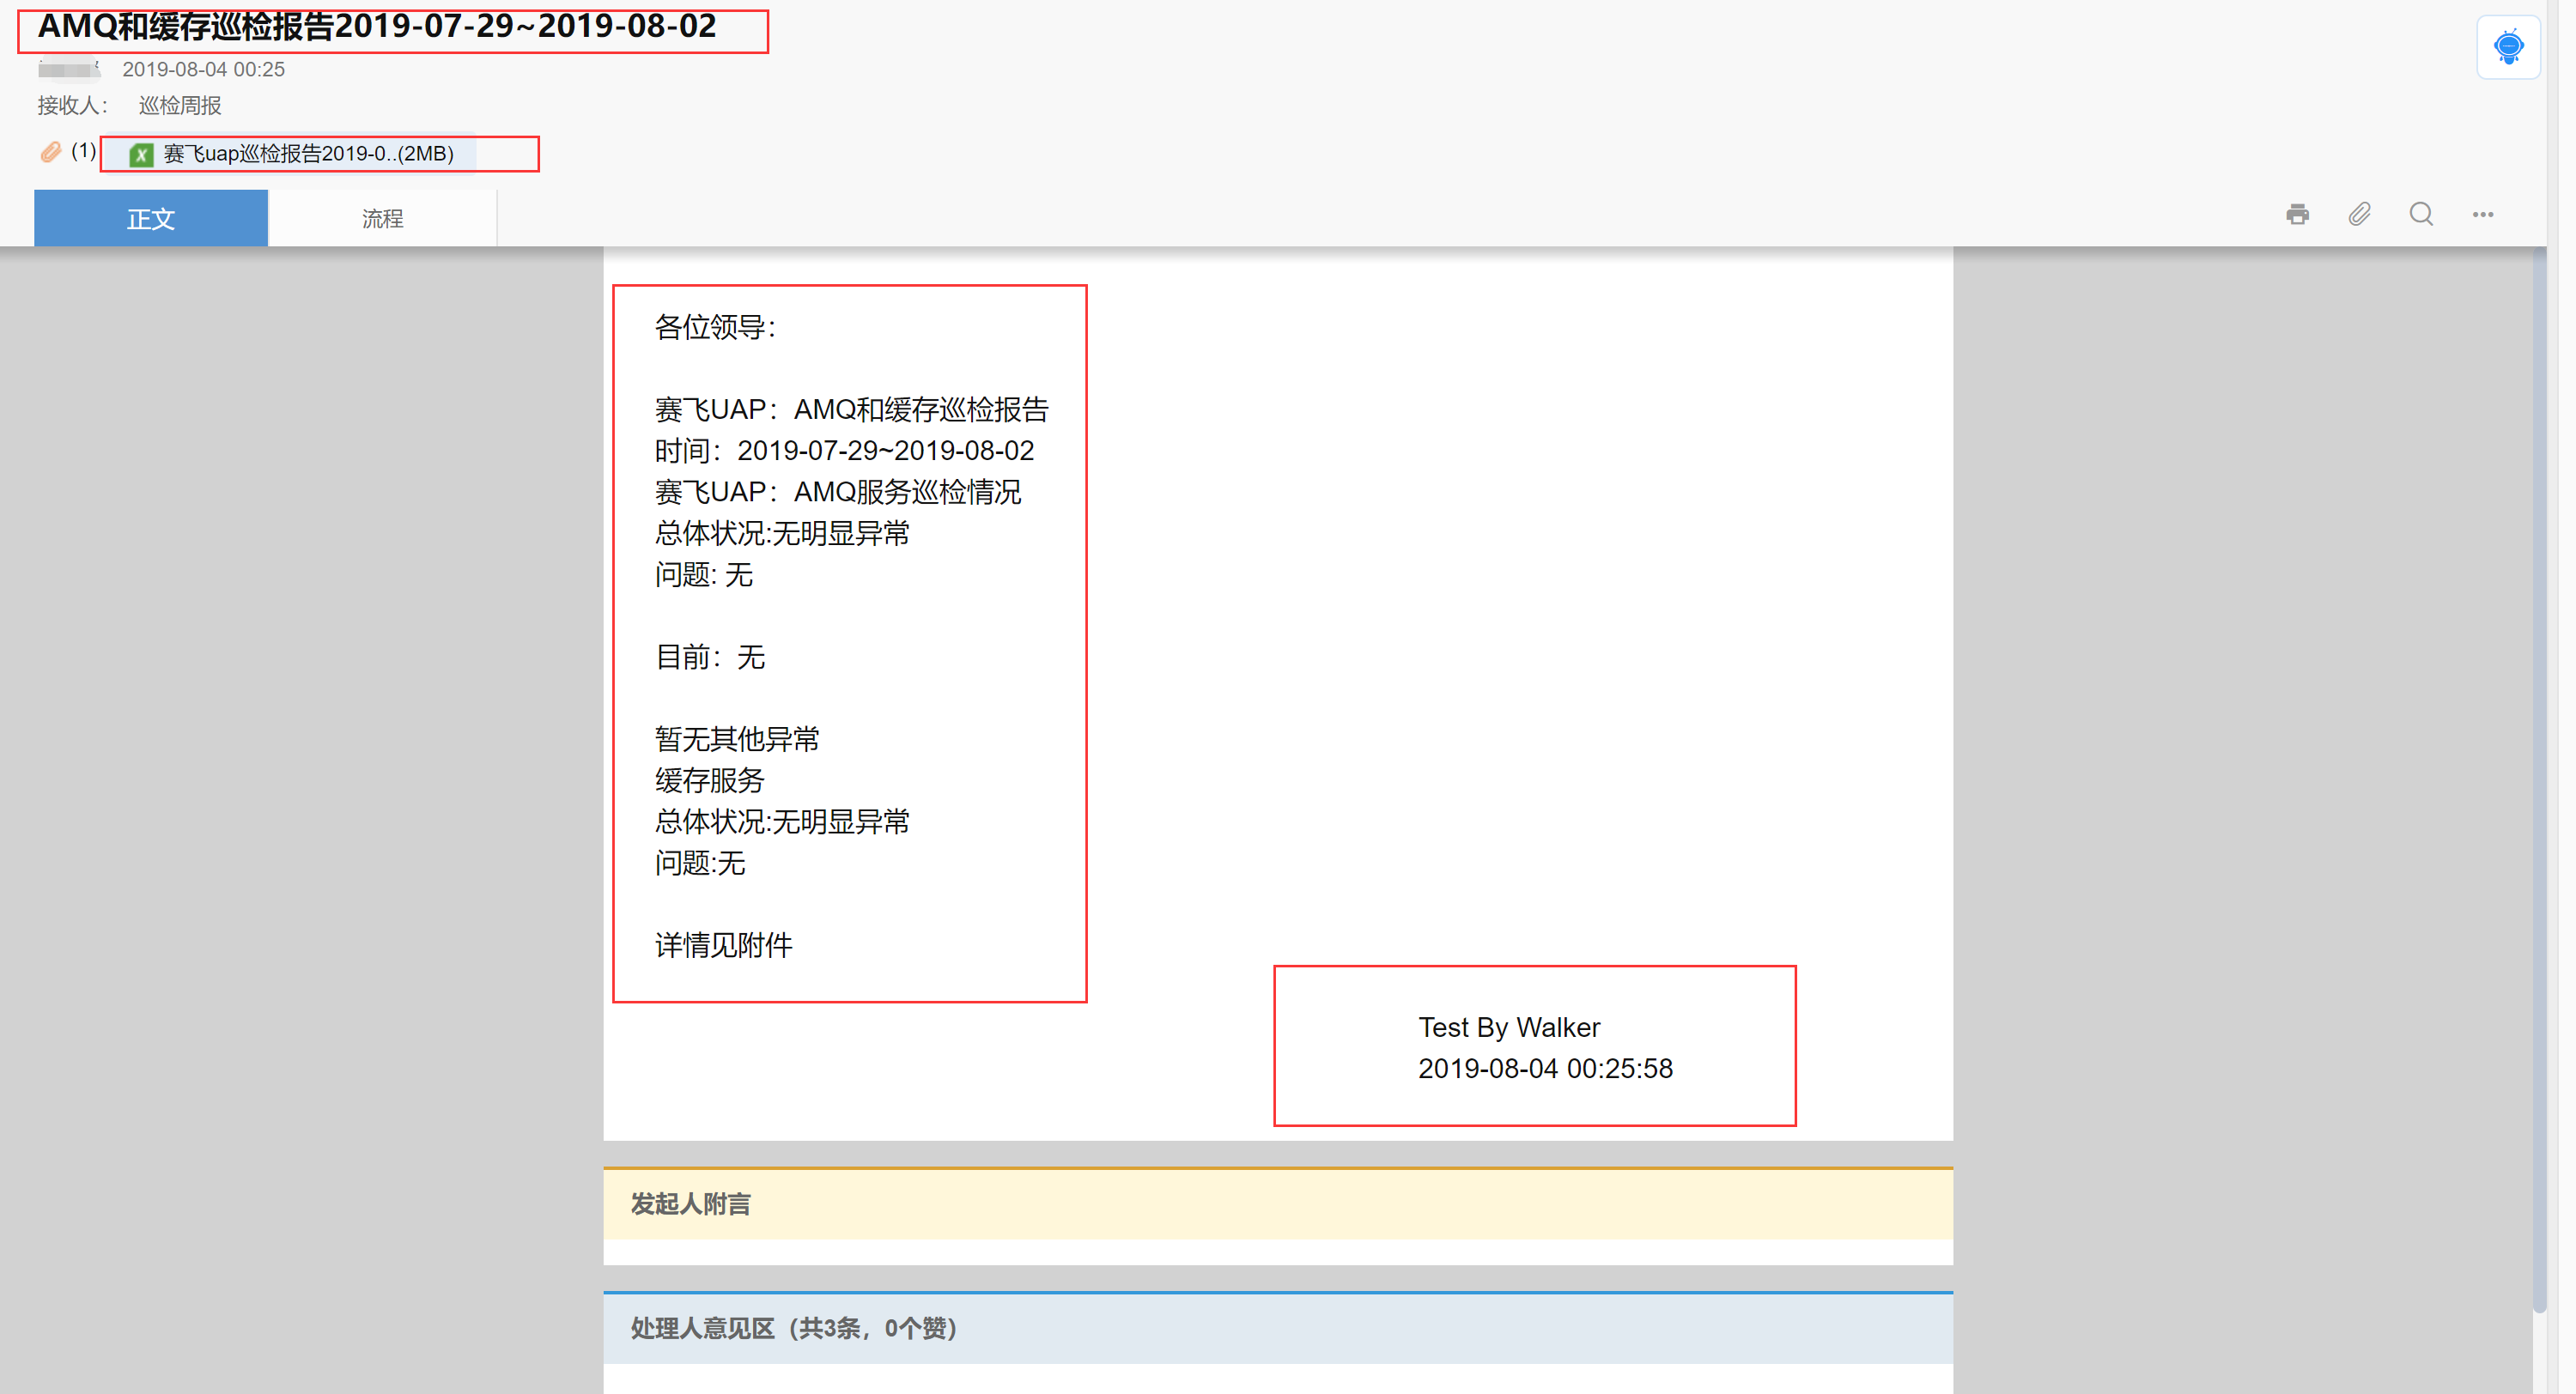 AMQ和缓存巡检报告2019-07-29~2019-08-02
2019-08-04 00:25
接收人： 巡检周报
(1) 赛飞uap巡检报告2019-0..(2MB)
正文 流程
各位领导：
赛飞UAP：AMQ和缓存巡检报告
时间：2019-07-29~2019-08-02
赛飞UAP：AMQ服务巡检情况
总体状况:无明显异常
问题: 无
目前：无
暂无其他异常
缓存服务
总体状况:无明显异常
问题:无
详情见附件
Test By Walker
2019-08-04 00:25:58
发起人附言
处理人意见区（共3条，0个赞）